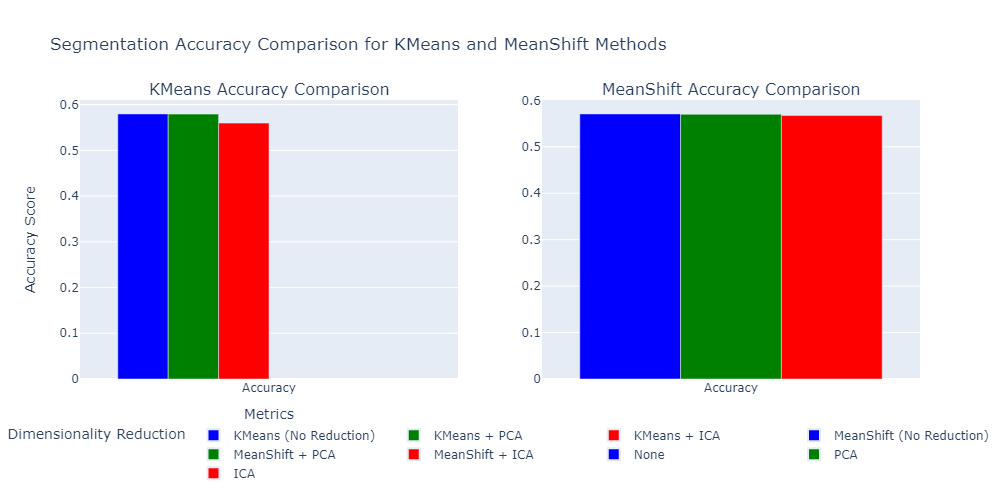 Segmentation Accuracy Comparison for KMeans and MeanShift Methods
KMeans Accuracy Comparison
0.6
0.5
0.4
0.3
0.2
0.1
0
Accuracy Score
Accuracy
Metrics
MeanShift Accuracy Comparison
0.6
0.5
0.4
0.3
0.2
0.1
0
Accuracy
Dimensionality Reduction
KMeans (No Reduction) KMeans + PCA KMeans + ICA MeanShift (No Reduction)
MeanShift + PCA MeanShift + ICA None PCA
ICA